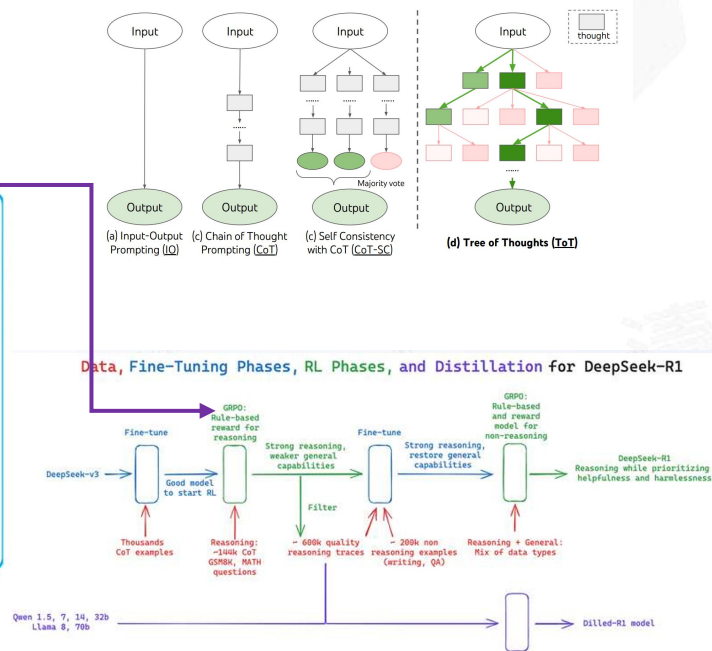 Input
Input
Input
Input
thought
......
......
......
......
......
Majority vote
Output
Output
Output
Output
(a) Input-Output
Prompting (IO)
(c) Chain of Thought
Prompting (CoT)
(c) Self Consistency
with CoT (CoT-SC)
(d) Tree of Thoughts (ToT)
Data, Fine-Tuning Phases, RL Phases, and Distillation for DeepSeek-R1
DeepSeek-v3
Fine-tune
Good model
to start RL
Thousands
CoT examples
GRPO:
Rule-based
reward for
reasoning
Reasoning:
~144k CoT
GSM8K, MATH
questions
Strong reasoning,
weaker general
capabilities
Filter
~ 600k quality
reasoning traces
Fine-tune
~ 200k non
reasoning examples
(writing, QA)
Strong reasoning,
restore general
capabilities
GRPO:
Rule-based
and reward
model for
non-reasoning
Reasoning + General:
Mix of data types
DeepSeek-R1
Reasoning while prioritizing
helpfulness and harmlessness
Qwen 1.5, 7, 14, 32b
Llama 8, 70b
Dilled-R1 model